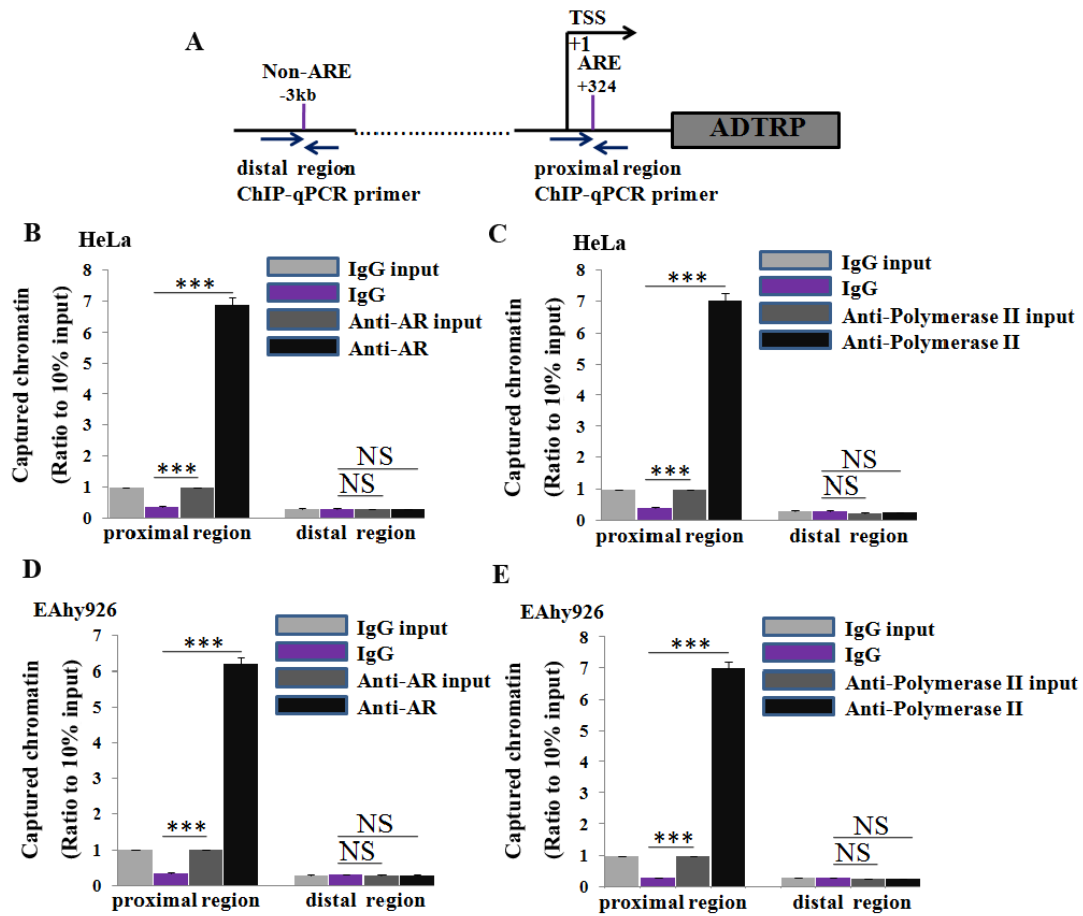 A
TSS
+1
Non-ARE
-3kb
ARE
+324
ADTRP
distal region
ChIP-qPCR primer
proximal region
ChIP-qPCR primer
B
HeLa
Captured chromatin
(Ratio to 10% input)
8
7
6
5
4
3
2
1
0
***
***
NS
NS
IgG input
IgG
Anti-AR input
Anti-AR
proximal region
distal region
C
HeLa
Captured chromatin
(Ratio to 10% input)
8
7
6
5
4
3
2
1
0
***
***
NS
NS
IgG input
IgG
Anti-Polymerase II input
Anti-Polymerase II
proximal region
distal region
D
EAhy926
Captured chromatin
(Ratio to 10% input)
7
6
5
4
3
2
1
0
***
***
NS
NS
IgG input
IgG
Anti-AR input
Anti-AR
proximal region
distal region
E
EAhy926
Captured chromatin
(Ratio to 10% input)
8
7
6
5
4
3
2
1
0
***
***
NS
NS
IgG input
IgG
Anti-Polymerase II input
Anti-Polymerase II
proximal region
distal region